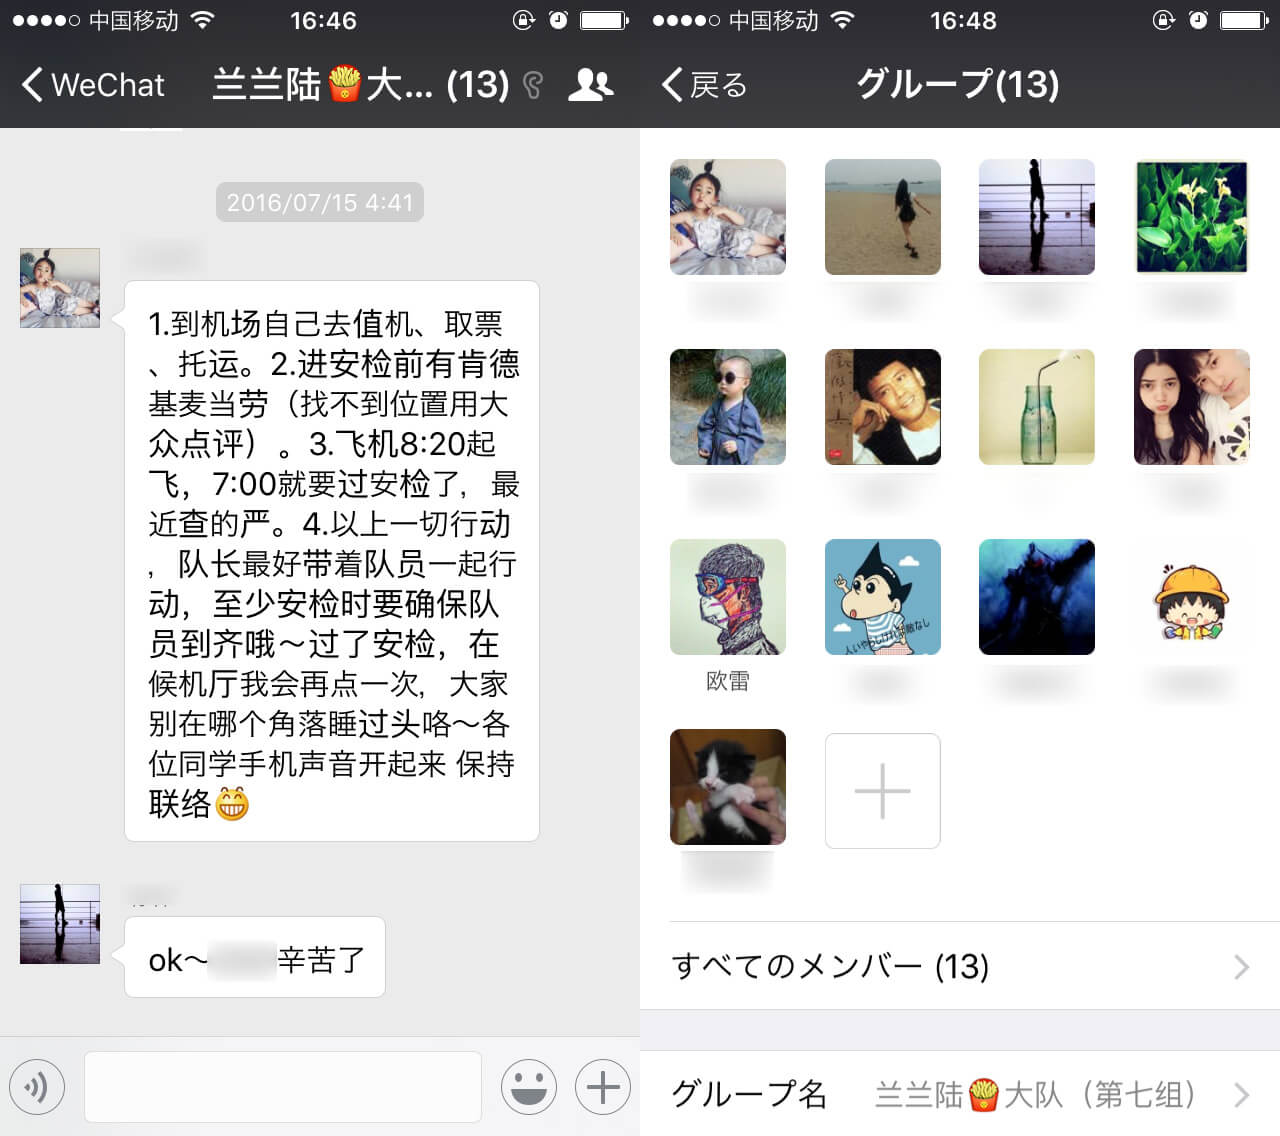 中国移动 16:46
WeChat 兰兰陆🍟大... (13)
2016/07/15 4:41
1.到机场自己去值机、取票
、托运。2.进安检前有肯德
基麦当劳（找不到位置用大
众点评）。3.飞机8:20起
飞，7:00就要过安检了，最
近查的严。4.以上一切行动
，队长最好带着队员一起行
动，至少安检时要确保队
员到齐哦～过了安检，在
候机厅我会再点一次，大家
别在哪个角落睡过头咯～各
位同学手机声音开起来 保持
联络😁
ok～
辛苦了
中国移动 16:48
戻る グループ(13)
欧雷
すべてのメンバー (13)
グループ名 兰兰陆🍟大队（第七组）